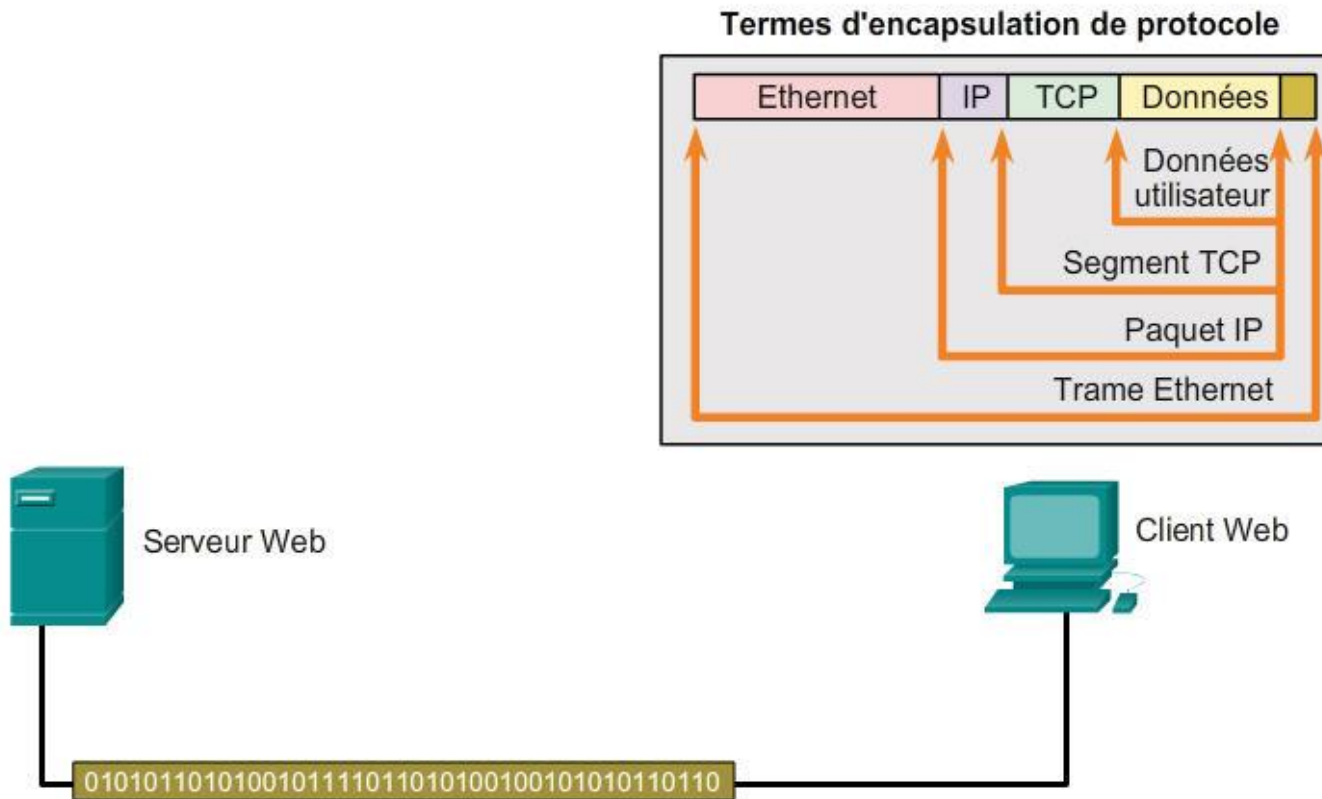 Termes d'encapsulation de protocole
Ethernet IP TCP Données
Données
utilisateur
Segment TCP
Paquet IP
Trame Ethernet
Serveur Web
Client Web
010101101010010111110110101001001010101110110